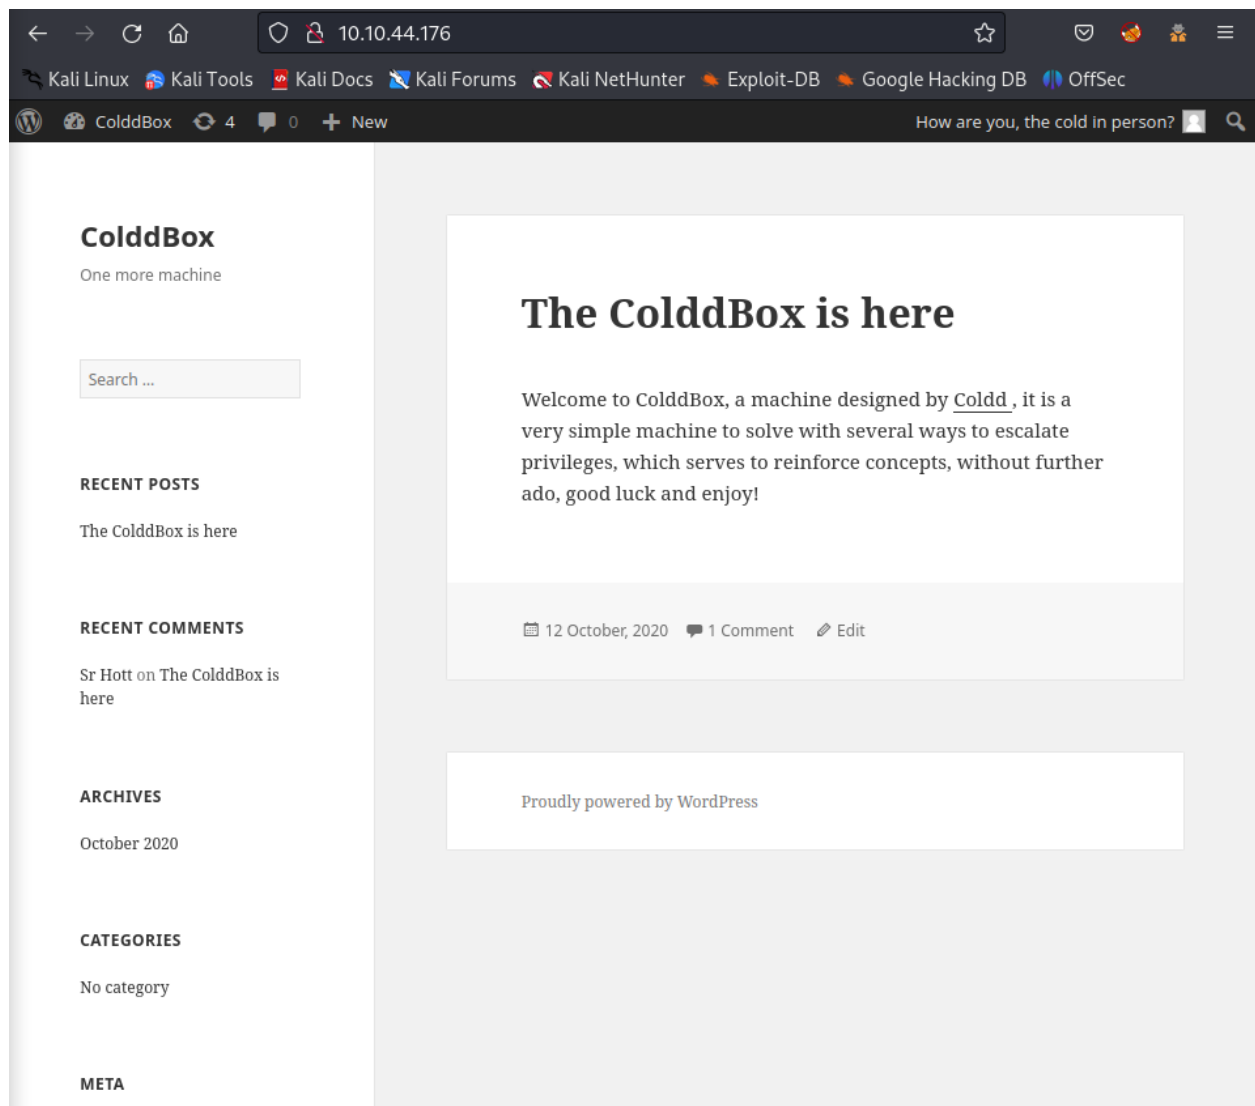 10.10.44.176
Kali Linux Kali Tools Kali Docs Kali Forums Kali NetHunter Exploit-DB Google Hacking DB OffSec
ColddBox 4 0 New How are you, the cold in person?
ColddBox
One more machine
Search ...
RECENT POSTS
The ColddBox is here
RECENT COMMENTS
Sr Hott on The ColddBox is
here
ARCHIVES
October 2020
CATEGORIES
No category
META
The ColddBox is here
Welcome to ColddBox, a machine designed by Coldd , it is a
very simple machine to solve with several ways to escalate
privileges, which serves to reinforce concepts, without further
ado, good luck and enjoy!
12 October, 2020 1 Comment Edit
Proudly powered by WordPress